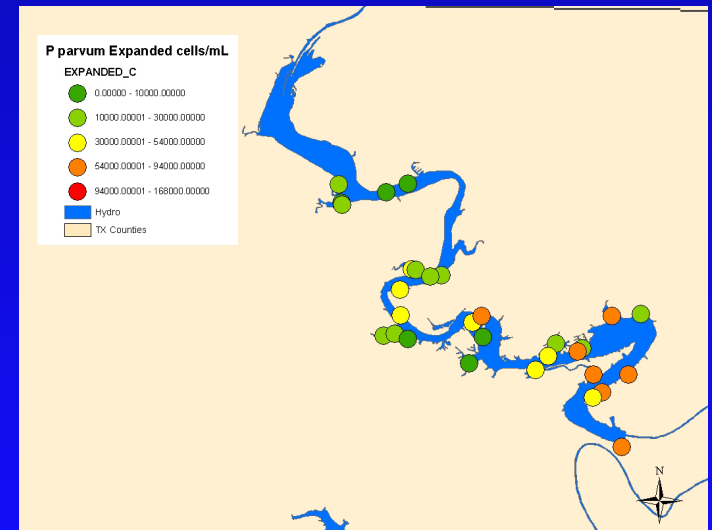 P parvum Expanded cells/mL
EXPANDED_C
0.00000 - 10000.00000
10000.00001 - 30000.00000
30000.00001 - 54000.00000
54000.00001 - 94000.00000
94000.00001 - 168000.00000
Hydro
TX Counties
N